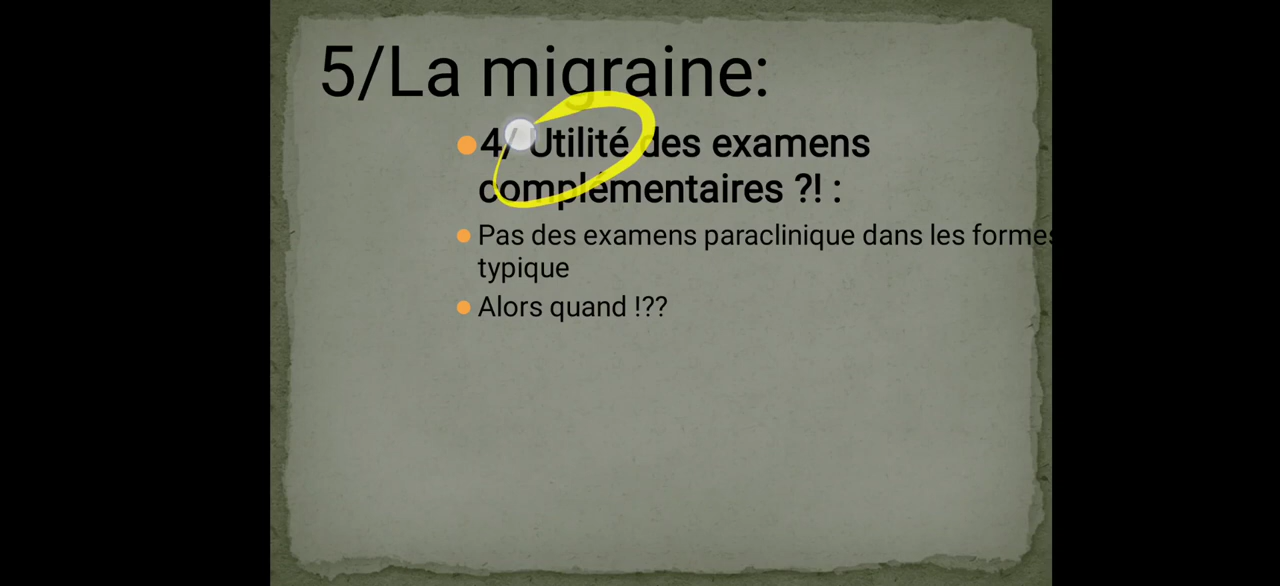 5/La migraine:
4/ Utilité des examens
complémentaires ?! :
Pas des examens paraclinique dans les formes
typique
Alors quand !??